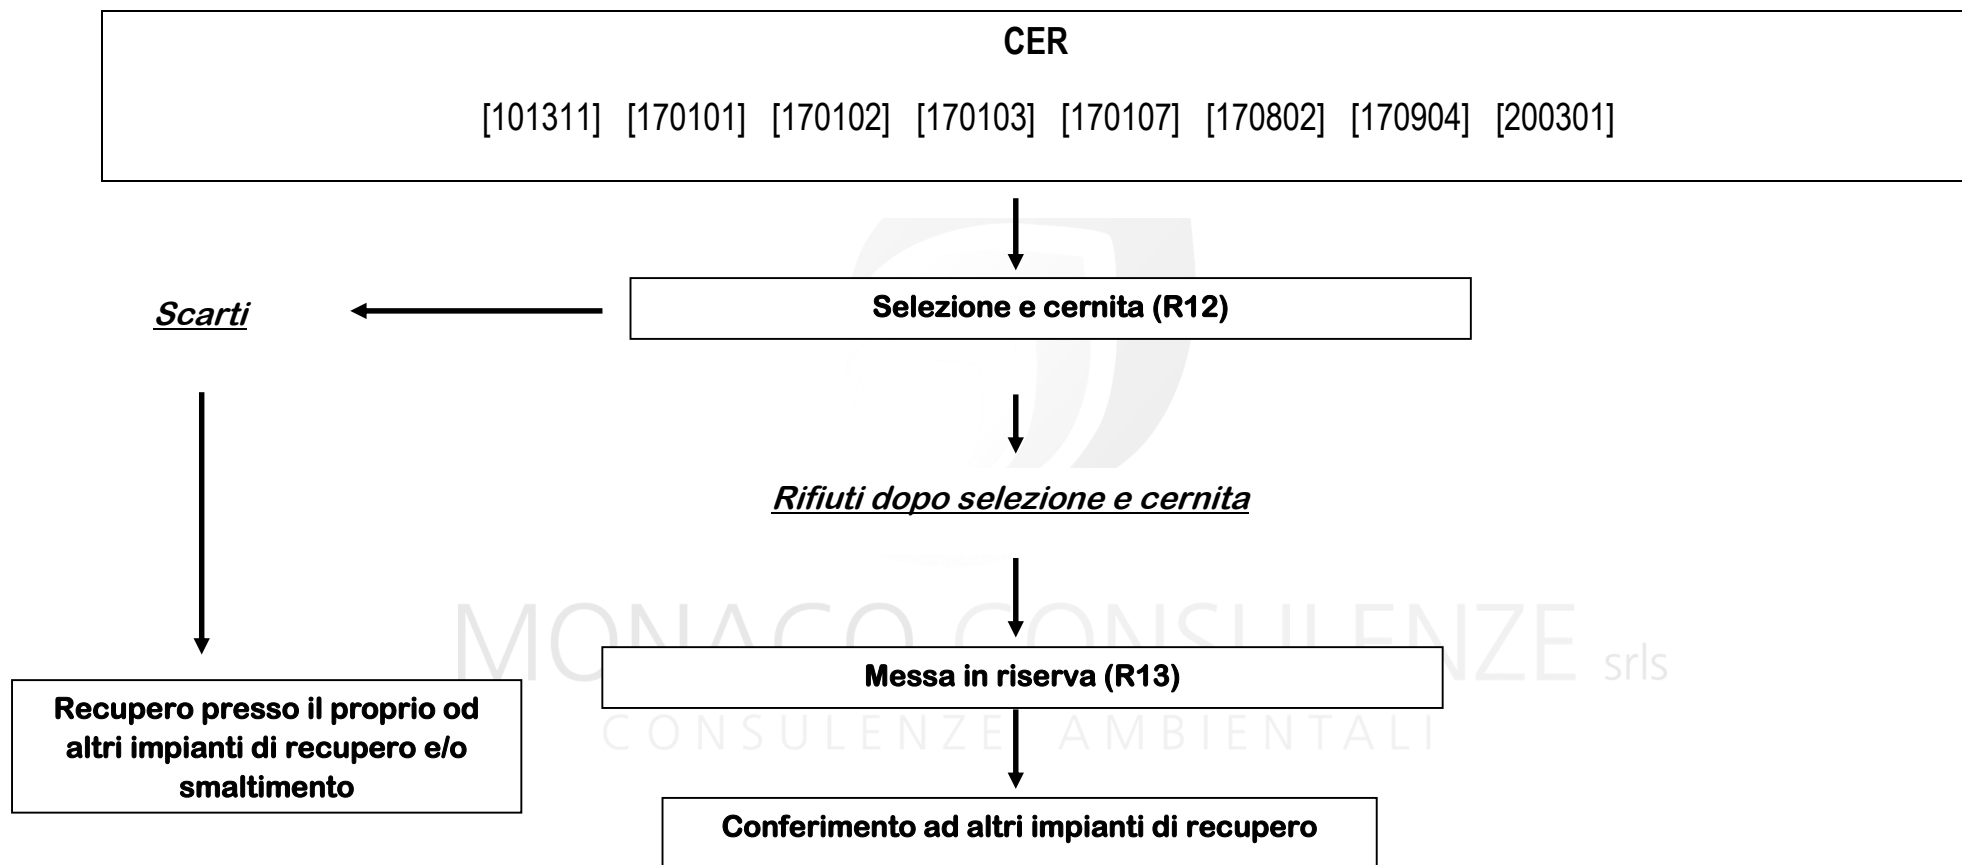 CER
[101311] [170101] [170102] [170103] [170107] [170802] [170904] [200301]
Selezione e cernita (R12)
Scarti
Rifiuti dopo selezione e cernita
MONACO CONSULENZE srls
Messa in riserva (R13)
Recupero presso il proprio od
altri impianti di recupero e/o
smaltimento
CONSULENZE AMBIENTALI
Conferimento ad altri impianti di recupero